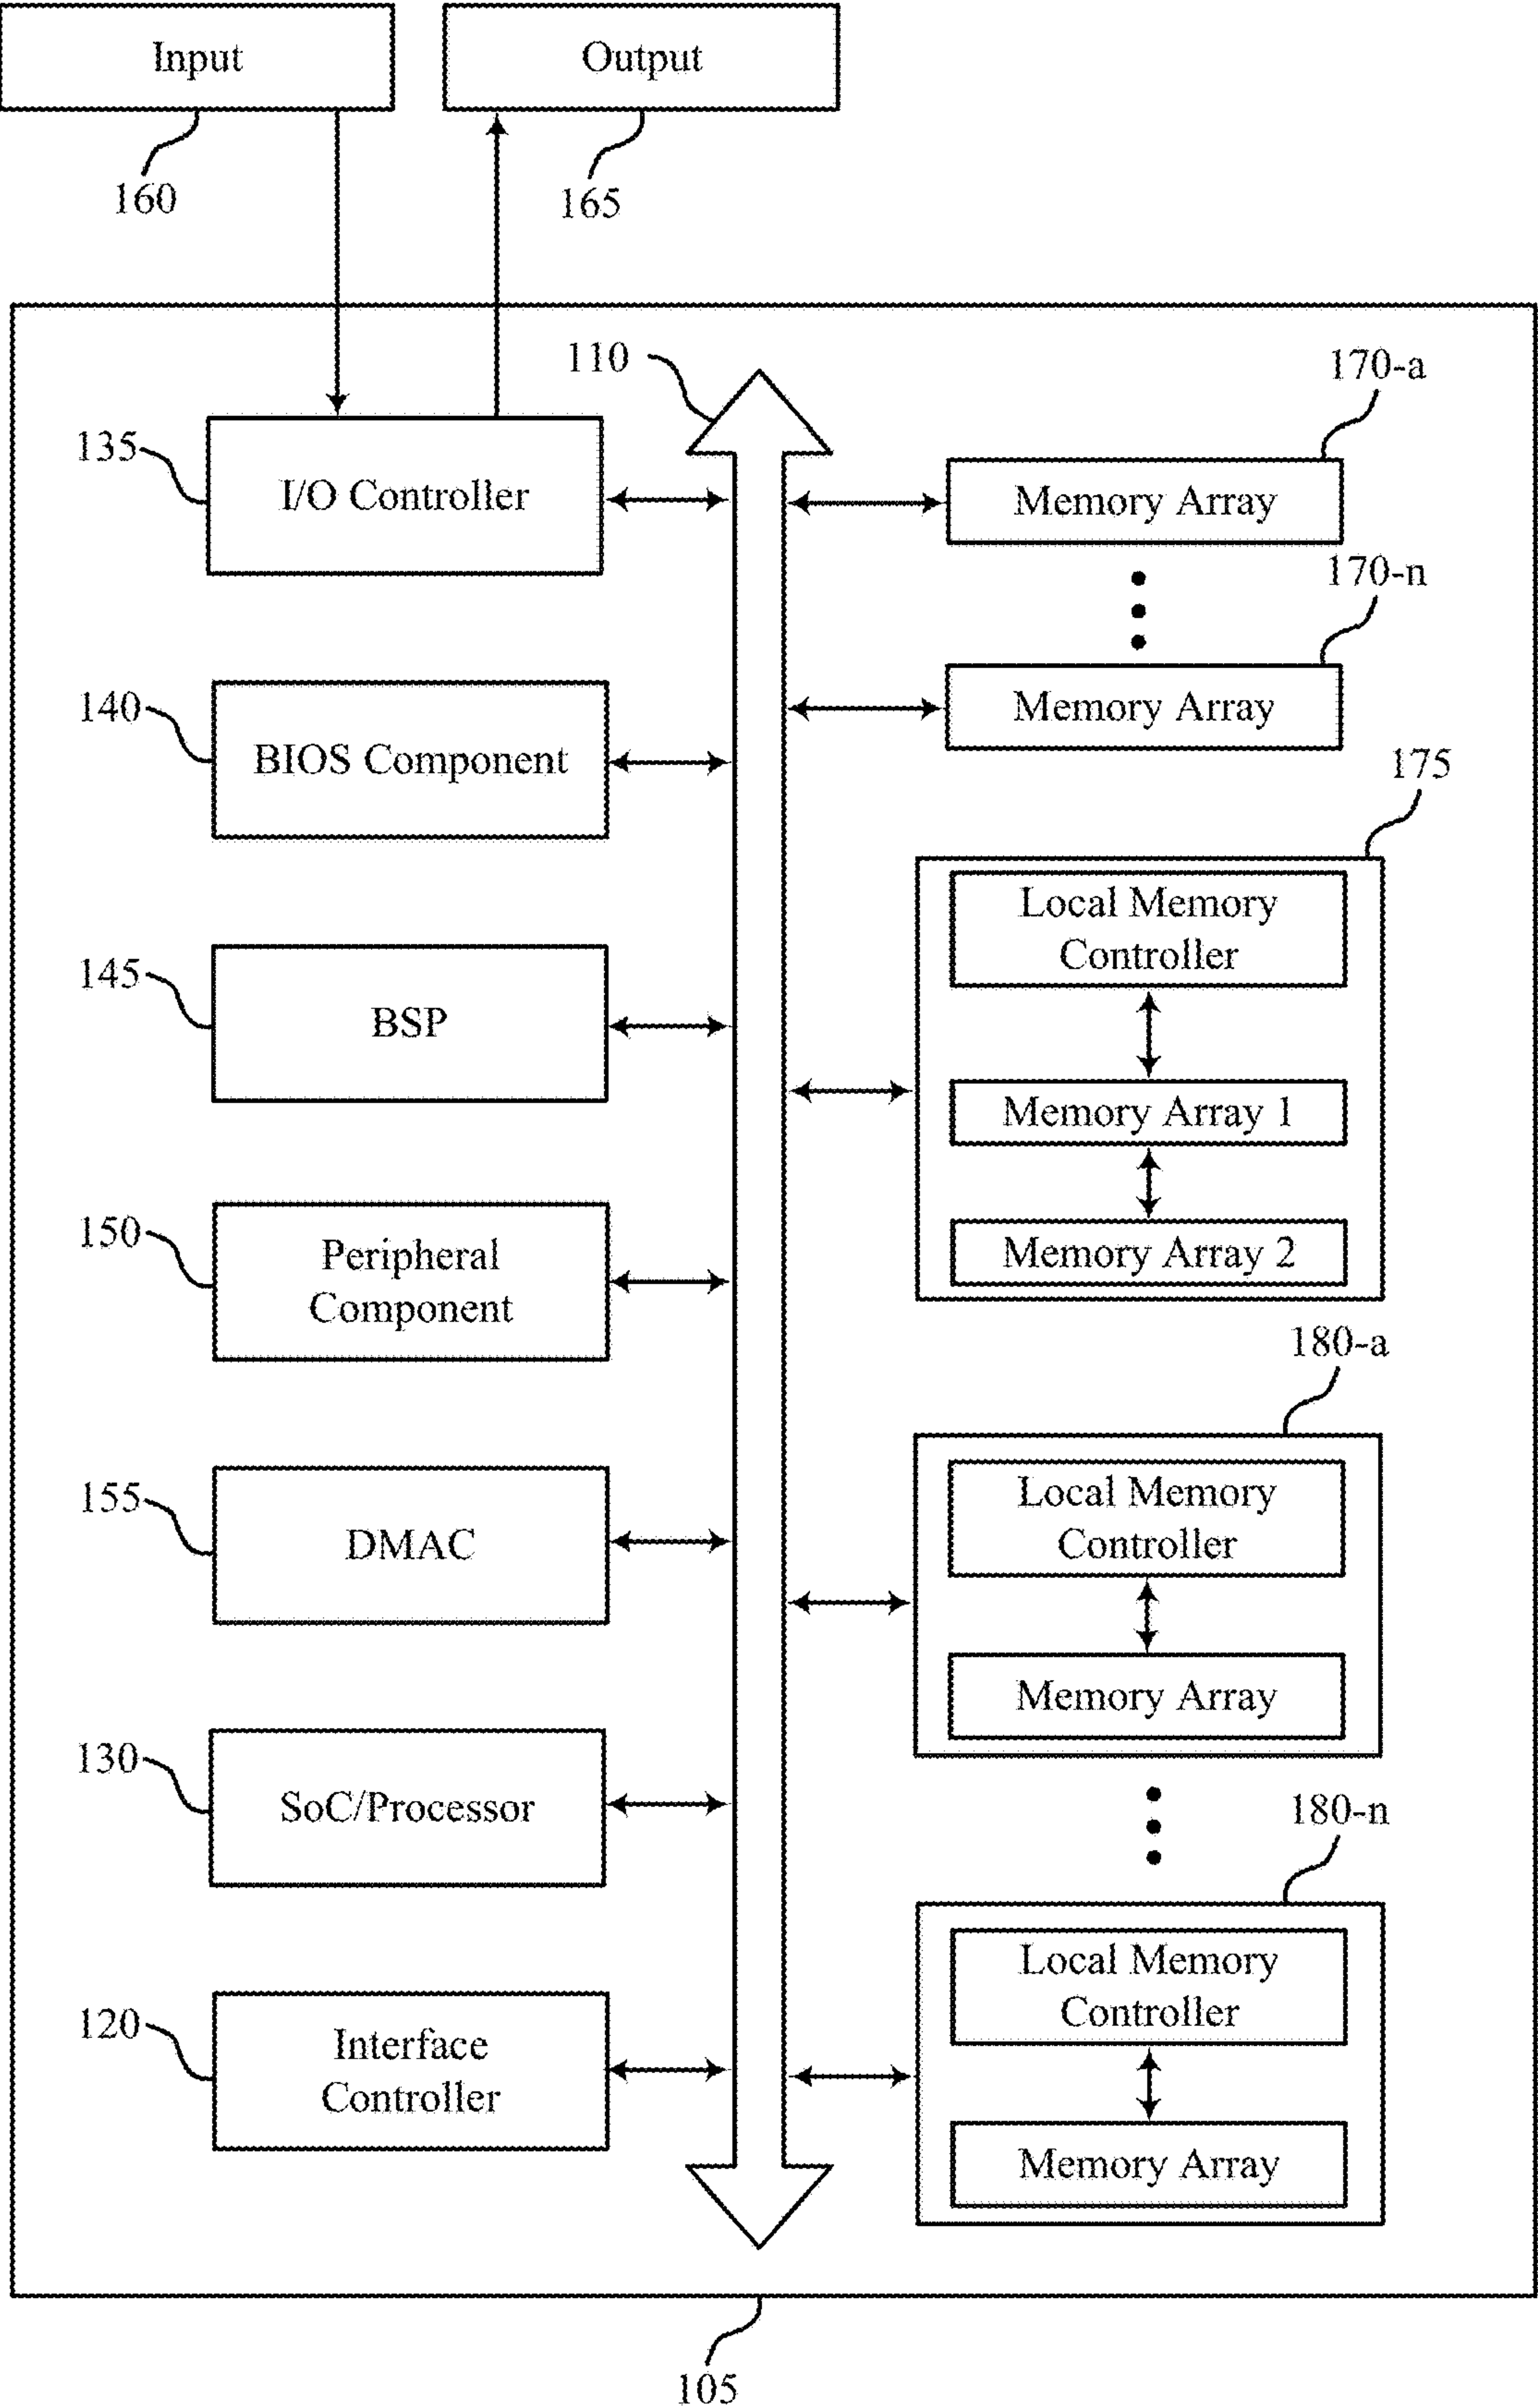 Input
Output
160
165
110
170-a
135
I/O Controller
Memory Array
170-n
140
BIOS Component
Memory Array
175
145
BSP
Local Memory
Controller
Memory Array 1
Memory Array 2
150
Peripheral
Component
180-a
155
DMAC
Local Memory
Controller
Memory Array
130
SoC/Processor
180-n
120
Interface
Controller
Local Memory
Controller
Memory Array
105